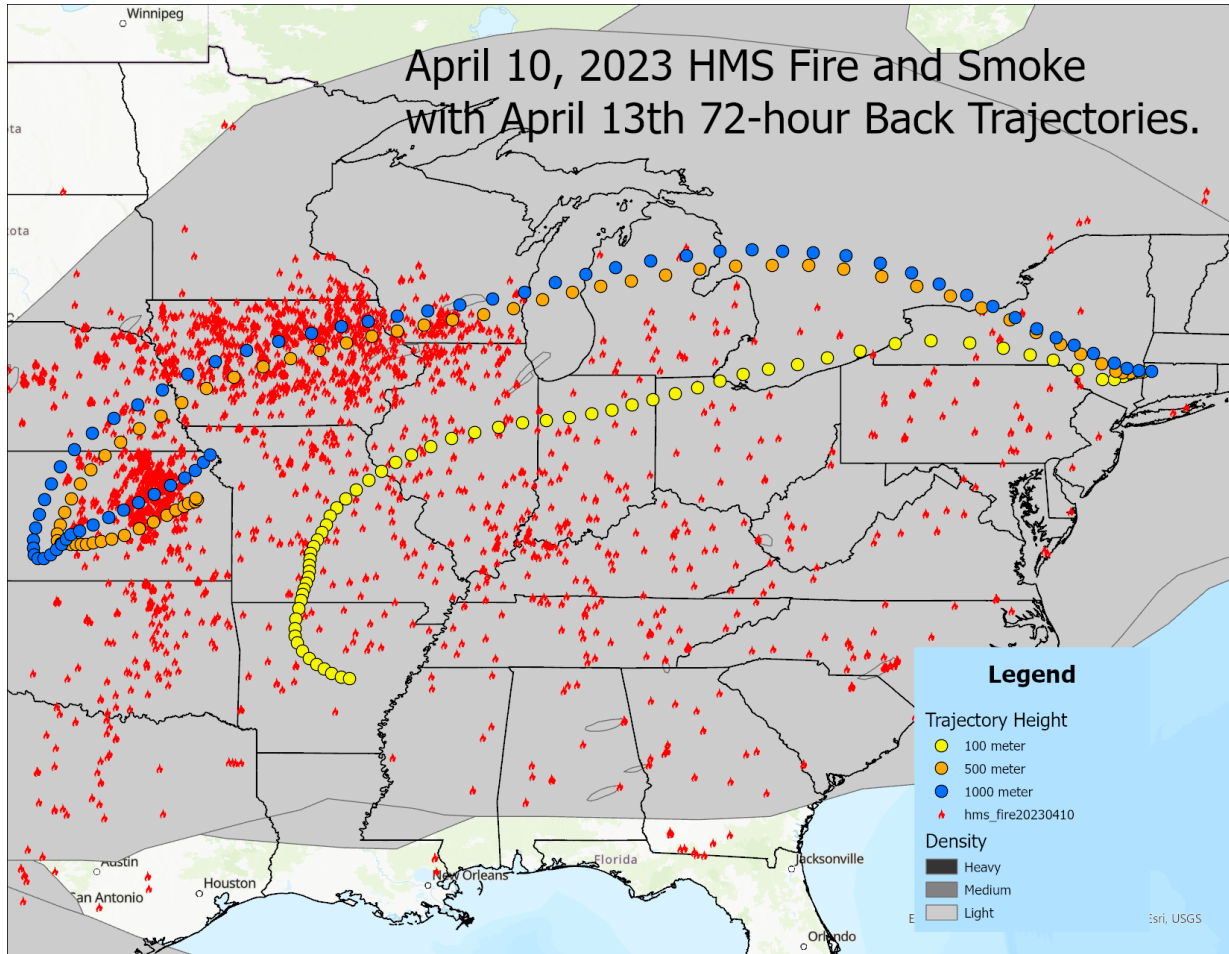 Winnipeg
April 10, 2023 HMS Fire and Smoke
with April 13th 72-hour Back Trajectories.
ota
ota
Legend
Trajectory Height
100 meter
500 meter
1000 meter
hms_fire20230410
Density
Heavy
Medium
Light
Austin
San Antonio
Houston
New Orleans
Florida
Jacksonville
Orlando
E
Esri, USGS